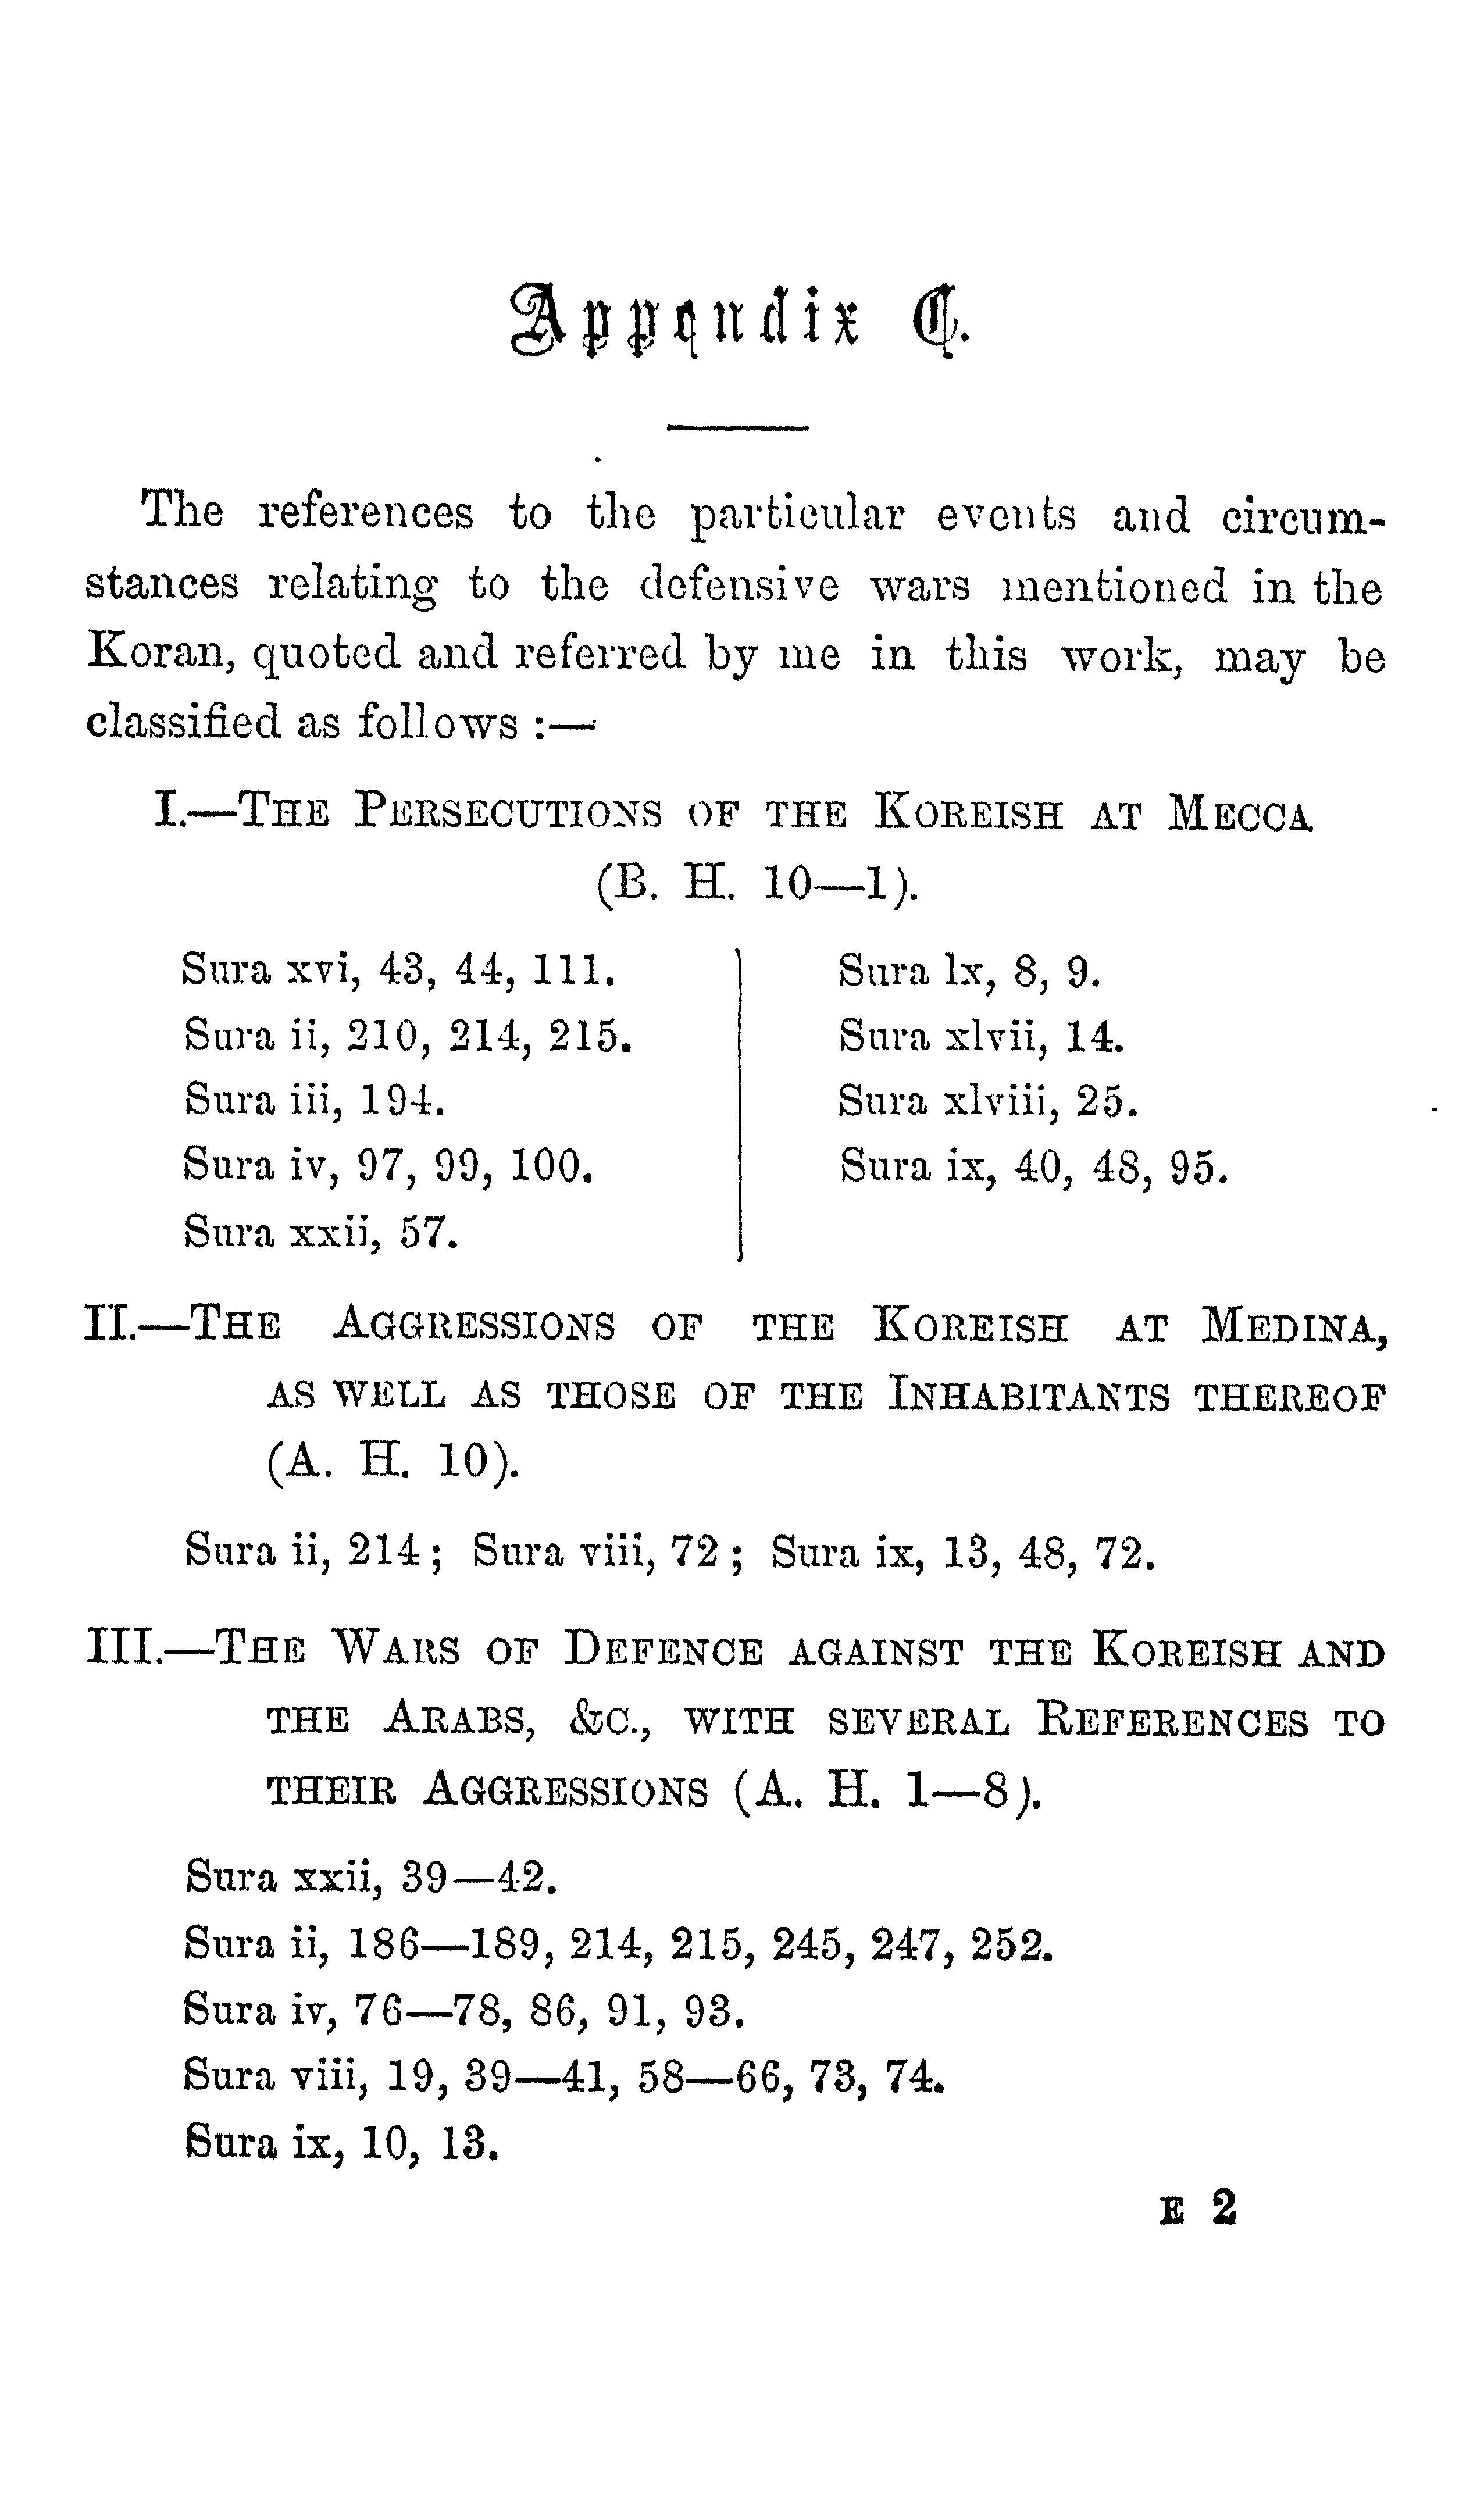 Appendix C.
The references to the particular events and circum-
stances relating to the defensive wars mentioned in the
Koran, quoted and referred by me in this work, may be
classified as follows :—
I.—THE PERSECUTIONS OF THE KOREISH AT MECCA
(B. H. 10—1).
Sura xvi, 43, 44, 111.
Sura ii, 210, 214, 215.
Sura iii, 194.
Sura iv, 97, 99, 100.
Sura xxii, 57.
Sura lx, 8, 9.
Sura xlvii, 14.
Sura xlviii, 25.
Sura ix, 40, 48, 95.
II.—THE AGGRESSIONS OF THE KOREISH AT MEDINA,
AS WELL AS THOSE OF THE INHABITANTS THEREOF
(A. H. 10).
Sura ii, 214; Sura viii, 72; Sura ix, 13, 48, 72.
III.—THE WARS OF DEFENCE AGAINST THE KOREISH AND
THE ARABS, &C., WITH SEVERAL REFERENCES TO
THEIR AGGRESSIONS (A. H. 1—8).
Sura xxii, 39—42.
Sura ii, 186—189, 214, 215, 245, 247, 252.
Sura iv, 76—78, 86, 91, 93.
Sura viii, 19, 39—41, 58—66, 73, 74.
Sura ix, 10, 13.
E 2